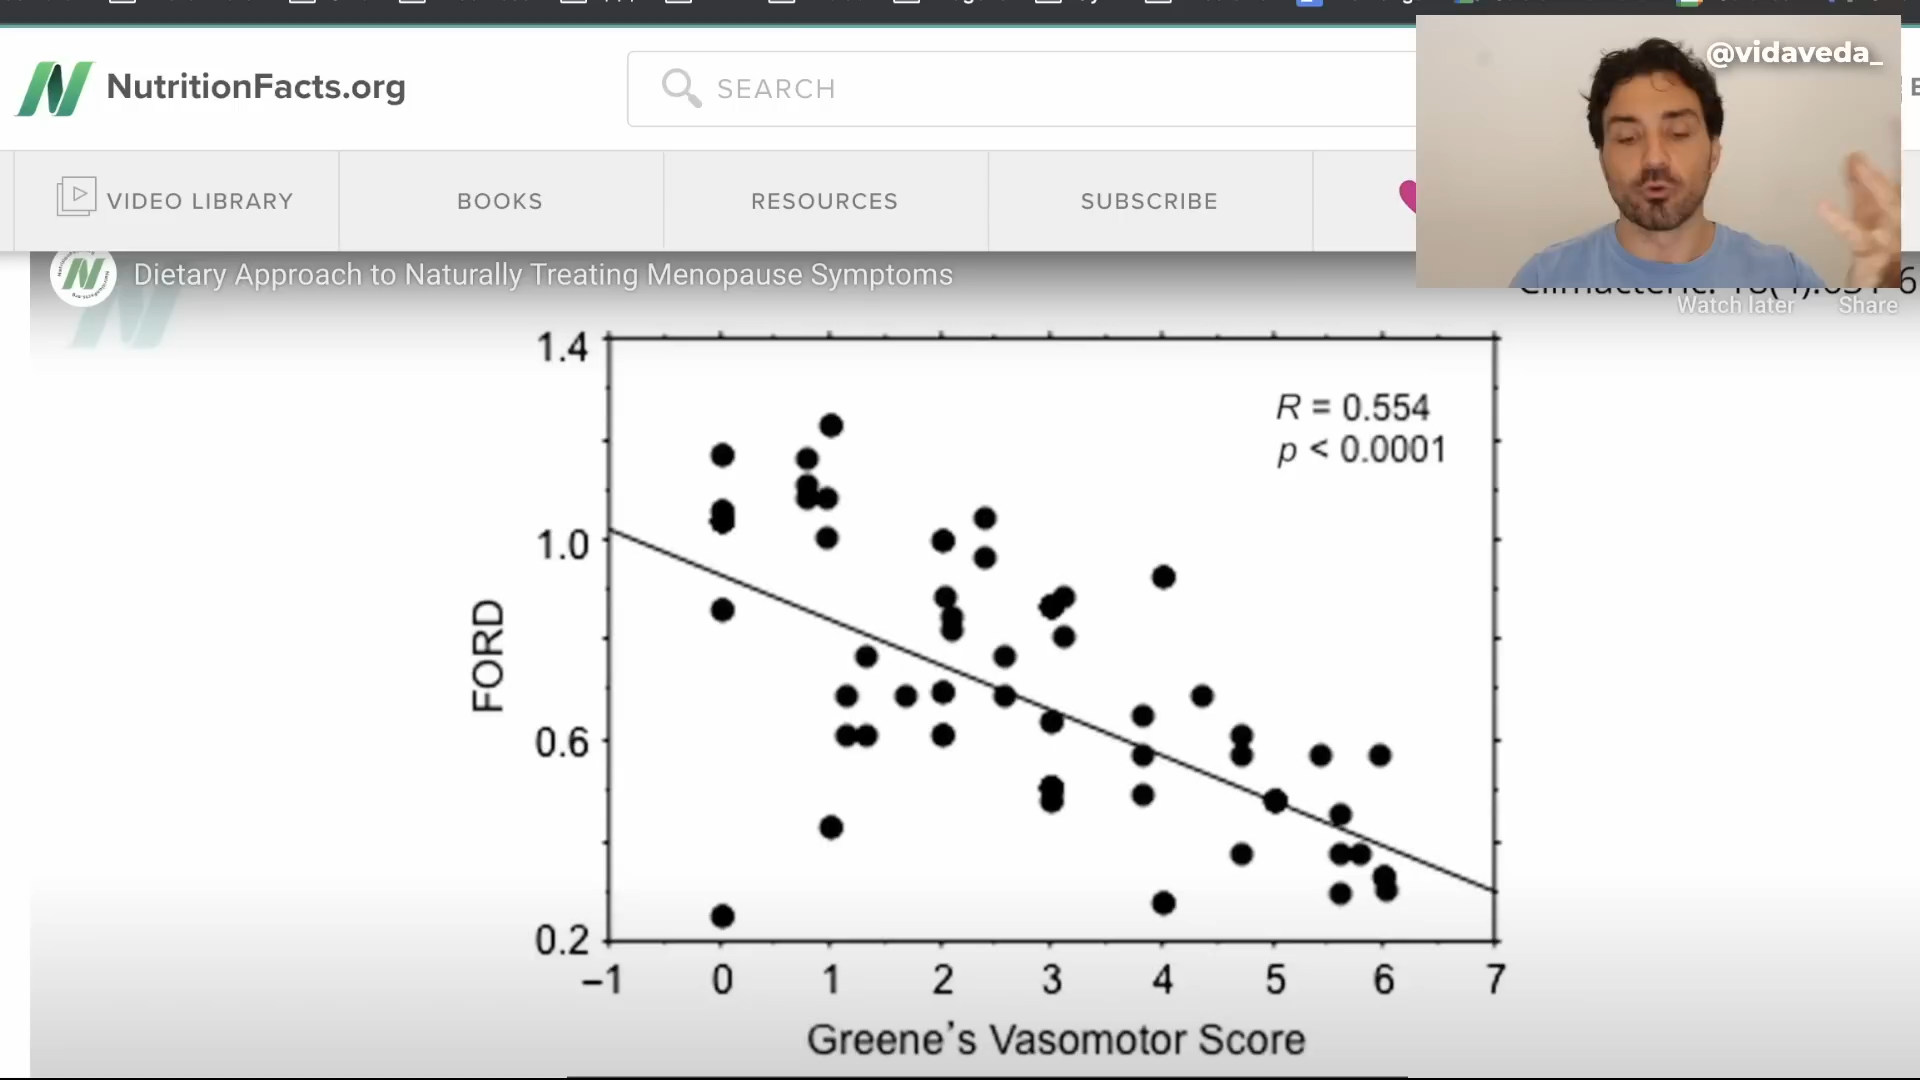 @vidaveda_
NutritionFacts.org
SEARCH
VIDEO LIBRARY
BOOKS
RESOURCES
SUBSCRIBE
Dietary Approach to Naturally Treating Menopause Symptoms
Watch later
Share
1.4
R = 0.554
p < 0.0001
1.0
FORD
0.6
0.2
–1 0 1 2 3 4 5 6 7
Greene's Vasomotor Score